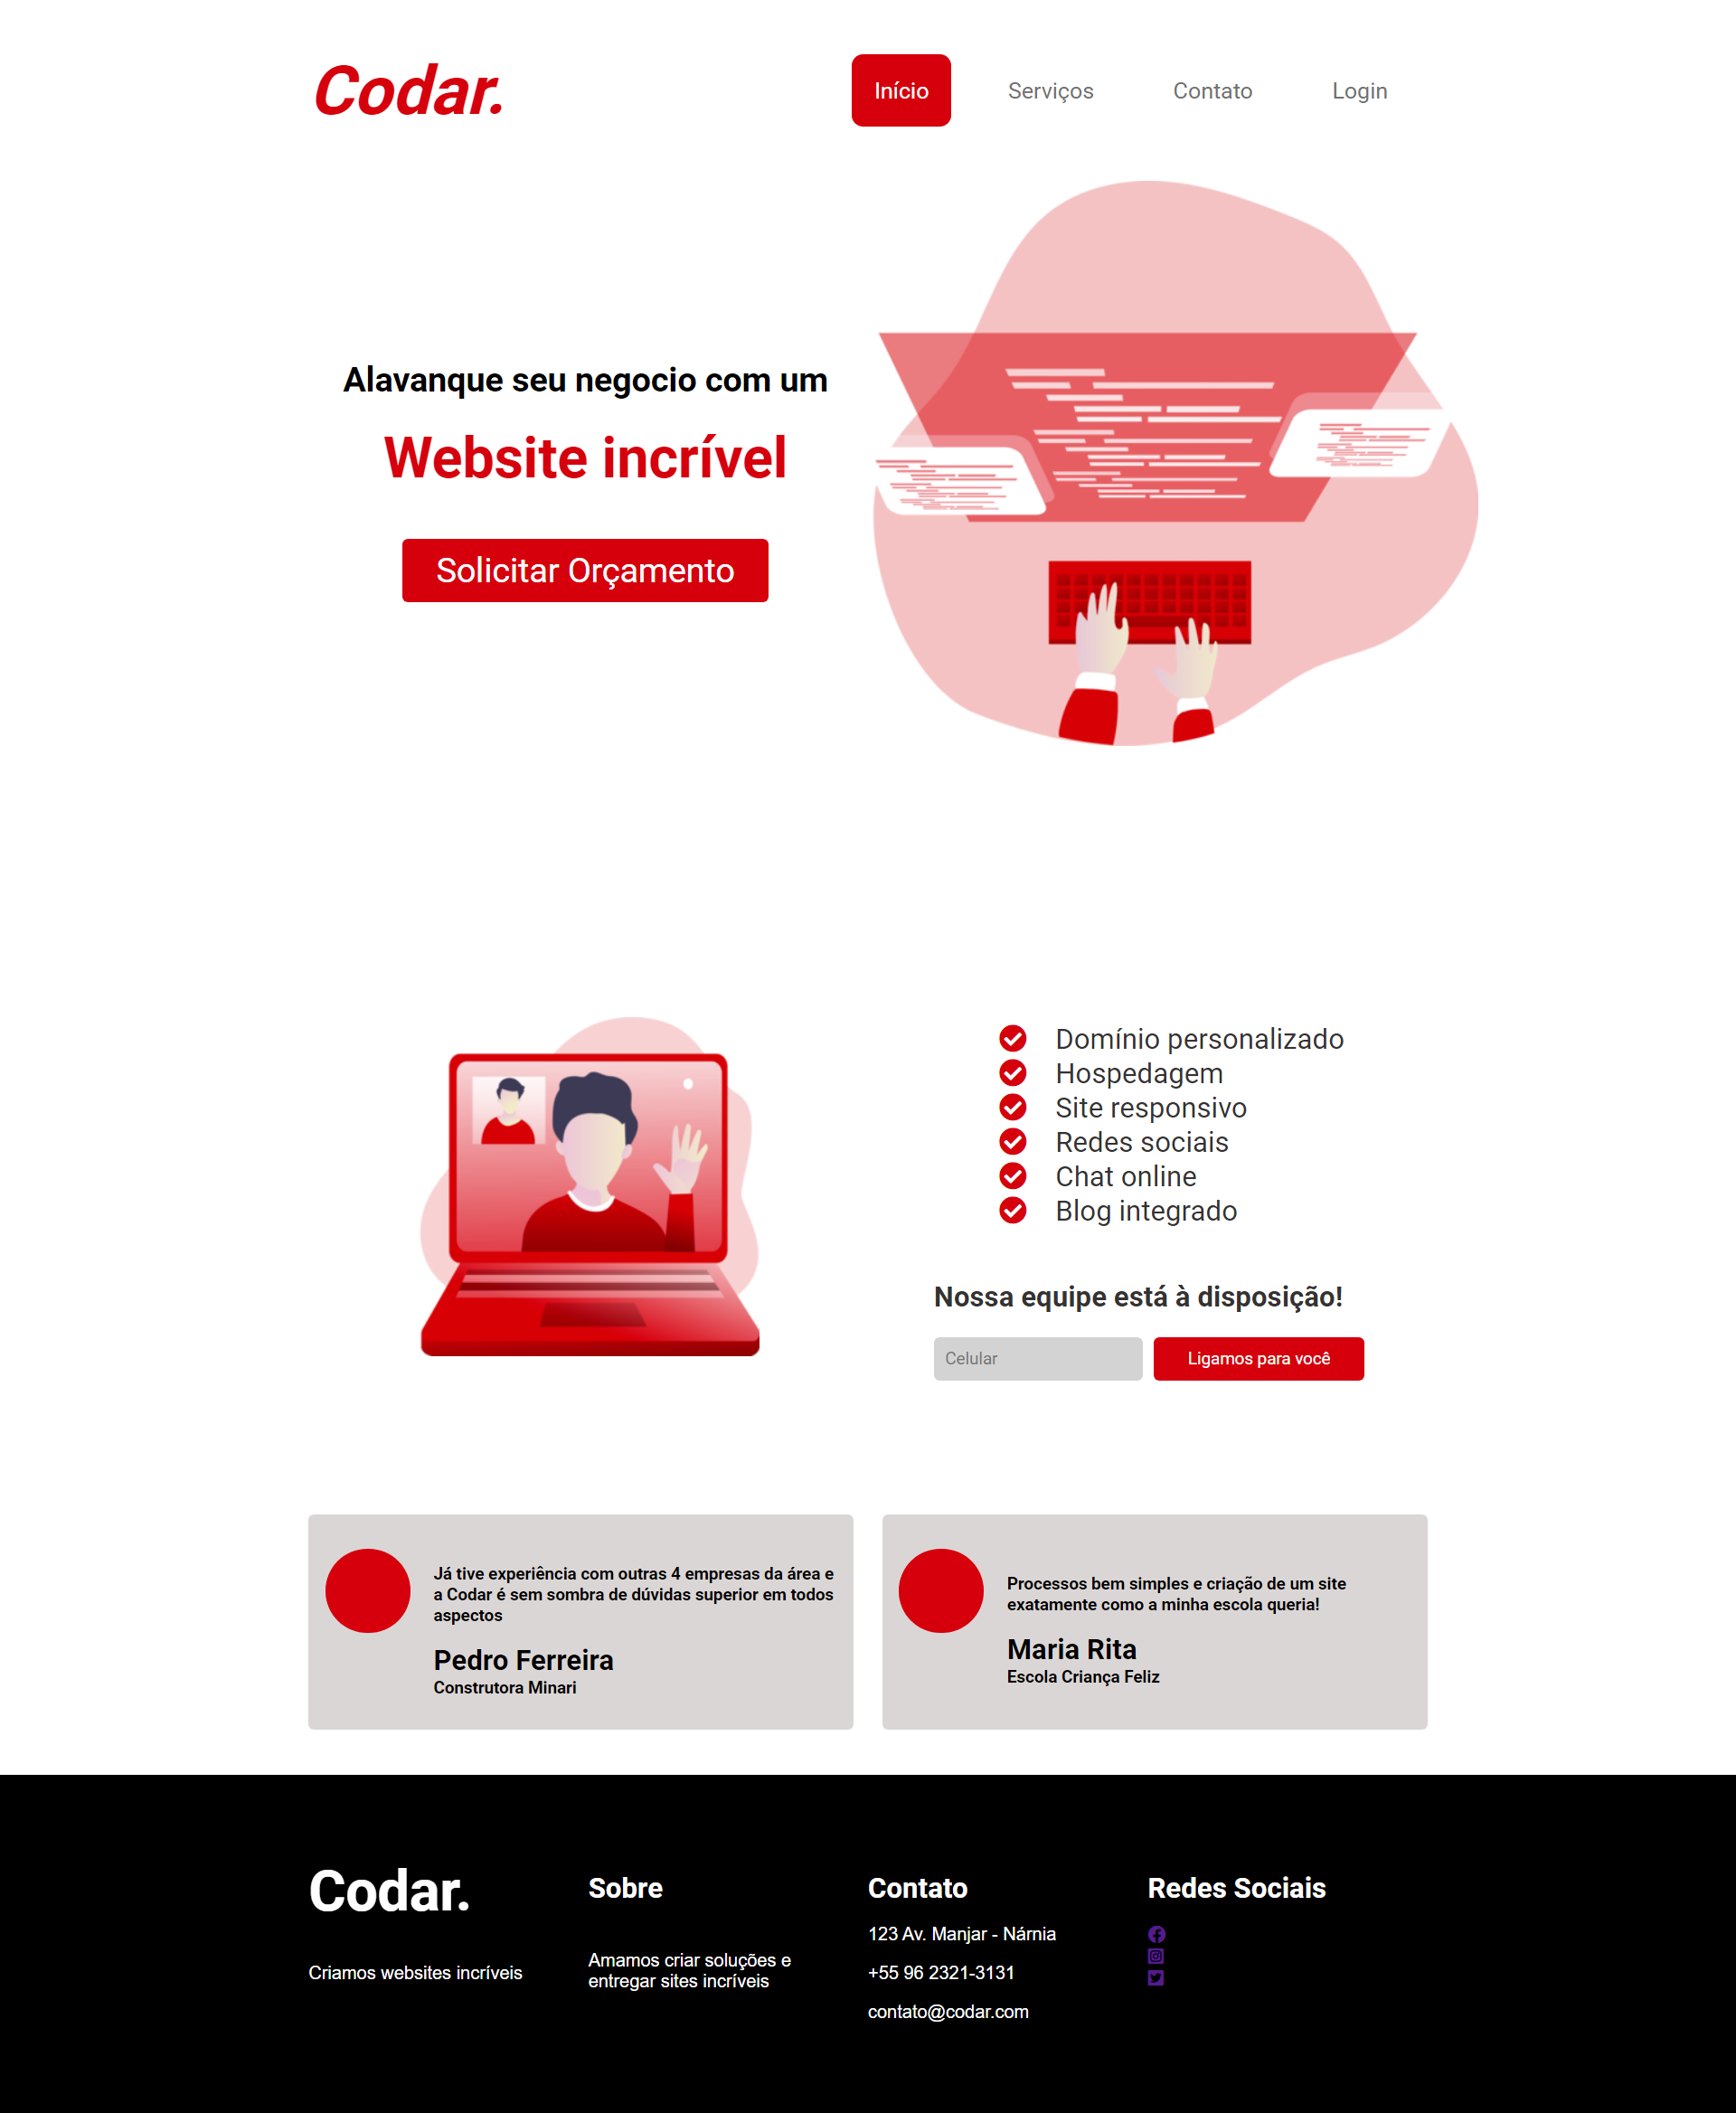 Codar.
Início
Serviços
Contato
Login
Alavanque seu negocio com um
Website incrível
Solicitar Orçamento
Domínio personalizado
Hospedagem
Site responsivo
Redes sociais
Chat online
Blog integrado
Nossa equipe está à disposição!
Celular
Ligamos para você
Já tive experiência com outras 4 empresas da área e
a Codar é sem sombra de dúvidas superior em todos
aspectos
Pedro Ferreira
Construtora Minari
Processos bem simples e criação de um site
exatamente como a minha escola queria!
Maria Rita
Escola Criança Feliz
Codar.
Criamos websites incríveis
Sobre
Amamos criar soluções e
entregar sites incríveis
Contato
123 Av. Manjar - Nárnia
+55 96 2321-3131
contato@codar.com
Redes Sociais